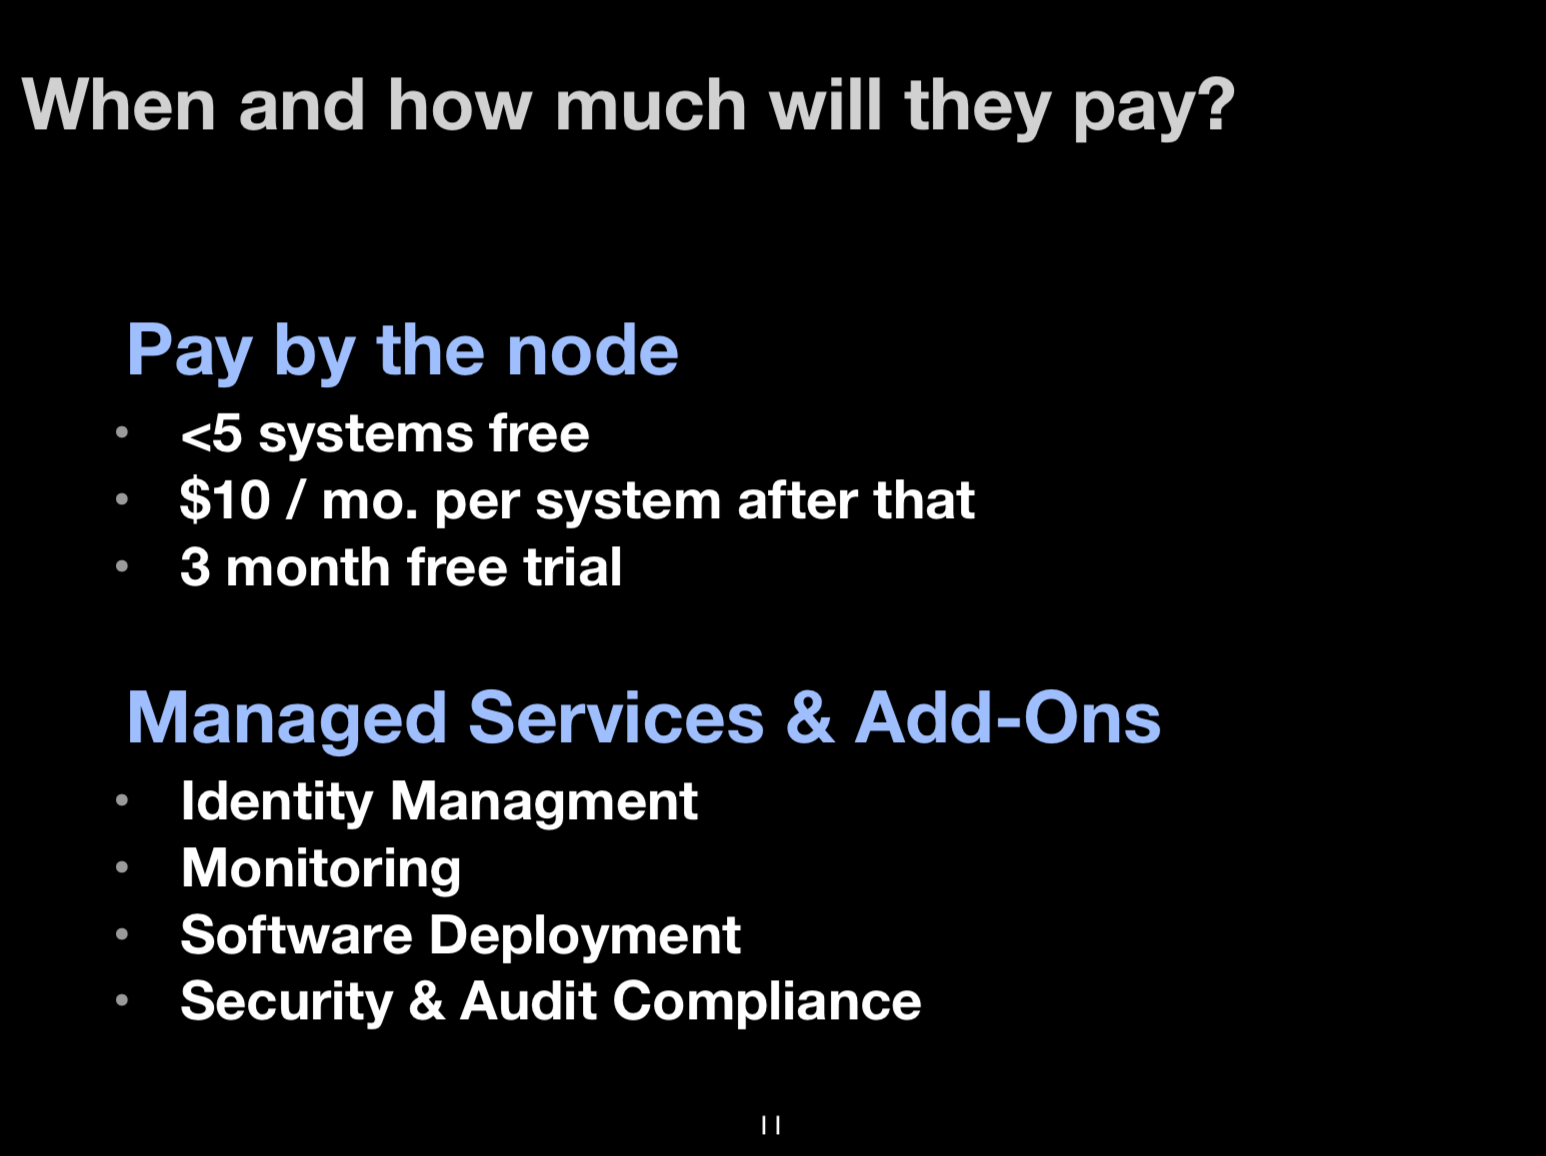 When and how much will they pay?
Pay by the node
• <5 systems free
• $10 / mo. per system after that
• 3 month free trial
Managed Services & Add-Ons
• Identity Managment
• Monitoring
• Software Deployment
• Security & Audit Compliance
11